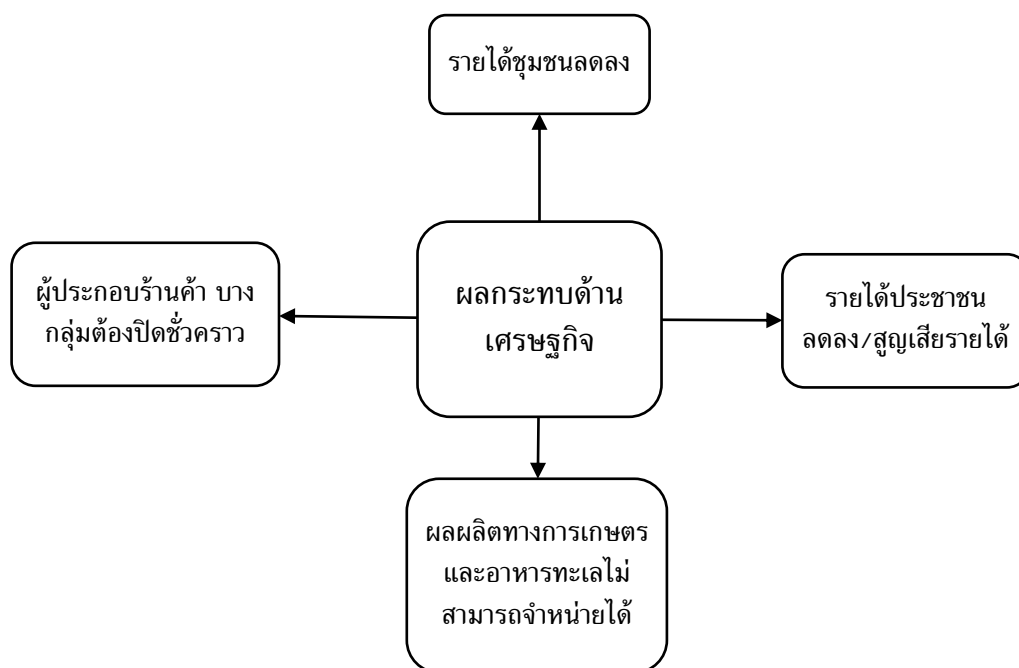 รายได้ชุมชนลดลง
ผู้ประกอบร้านค้า บาง
กลุ่มต้องปิดชั่วคราว
ผลกระทบด้าน
เศรษฐกิจ
รายได้ประชาชน
ลดลง/สูญเสียรายได้
ผลผลิตทางการเกษตร
และอาหารทะเลไม่
สามารถจำหน่ายได้